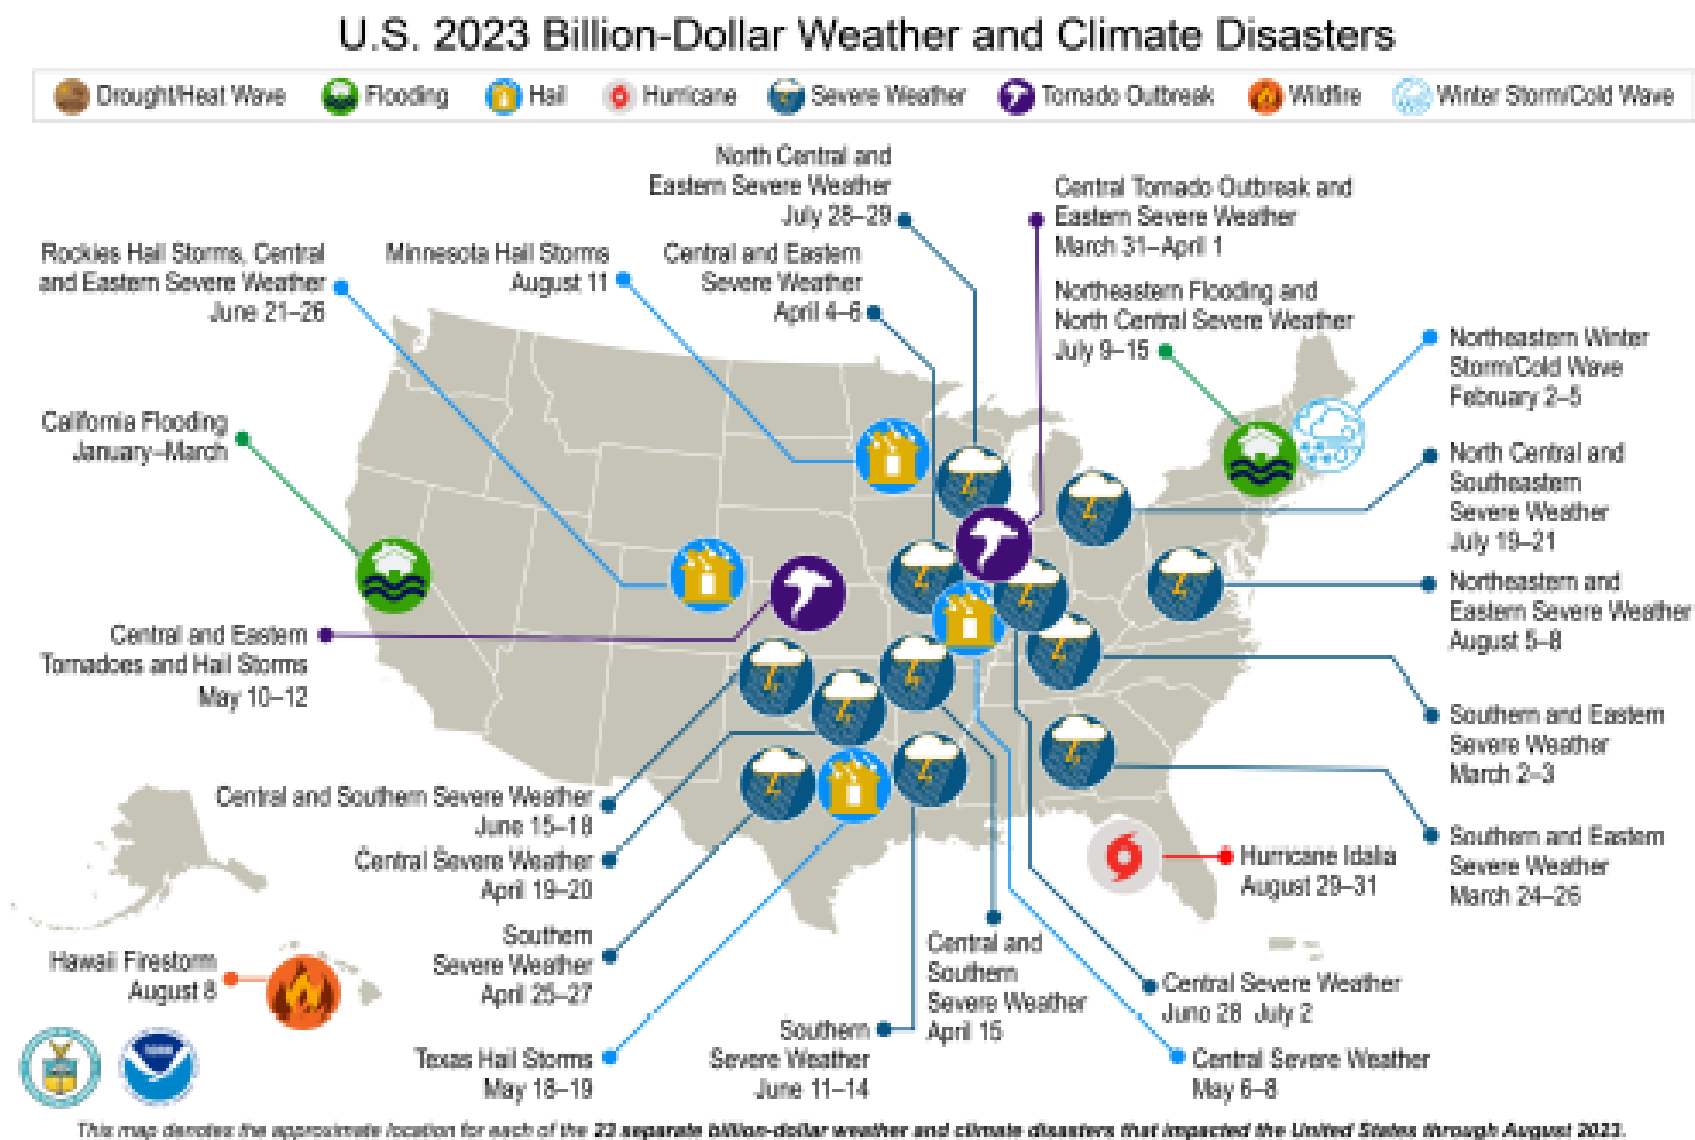 U.S. 2023 Billion-Dollar Weather and Climate Disasters
Drought/Heat Wave
Flooding
Hail
Hurricane
Severe Weather
Tornado Outbreak
Wildfire
Winter Storm/Cold Wave
North Central and
Eastern Severe Weather
July 28–29
Central Tornado Outbreak and
Eastern Severe Weather
March 31–April 1
Rockies Hail Storms, Central
and Eastern Severe Weather
June 21–26
Minnesota Hail Storms
August 11
Central and Eastern
Severe Weather
April 4–6
Northeastern Flooding and
North Central Severe Weather
July 9–15
Northeastern Winter
Storm/Cold Wave
February 2–5
California Flooding
January–March
North Central and
Southeastern
Severe Weather
July 19–21
Northeastern and
Eastern Severe Weather
August 5–8
Central and Eastern
Tornadoes and Hail Storms
May 10–12
Southern and Eastern
Severe Weather
March 2–3
Central and Southern Severe Weather
June 15–18
Central Severe Weather
April 19–20
Southern and Eastern
Severe Weather
March 24–26
Hurricane Idalia
August 29–31
Southern
Severe Weather
April 25–27
Central and
Southern
Severe Weather
April 15
Hawaii Firestorm
August 8
Central Severe Weather
June 28 July 2
Southern
Severe Weather
June 11–14
Texas Hail Storms
May 18–19
Central Severe Weather
May 6–8
This map denotes the approximate location for each of the 23 separate billion-dollar weather and climate disasters that impacted the United States through August 2023.